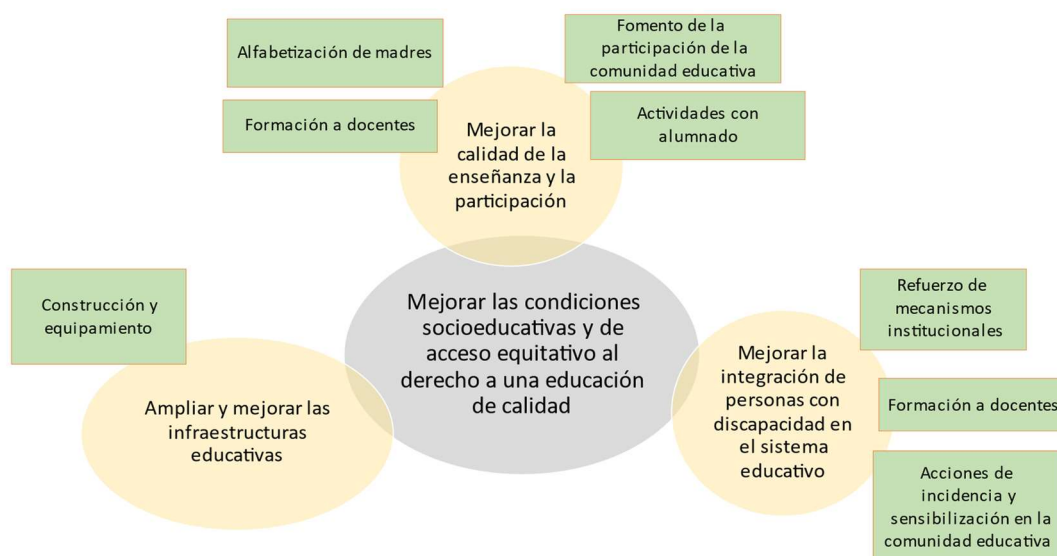 Alfabetización de madres
Fomento de la
participación de la
comunidad educativa
Formación a docentes
Actividades con
alumnado
Mejorar la
calidad de la
enseñanza y la
participación
Construcción y
equipamiento
Ampliar y mejorar las
infraestructuras
educativas
Mejorar las condiciones
socioeducativas y de
acceso equitativo al
derecho a una educación
de calidad
Refuerzo de
mecanismos
institucionales
Mejorar la
integración de
personas con
discapacidad en
el sistema
educativo
Formación a docentes
Acciones de
incidencia y
sensibilización en la
comunidad educativa